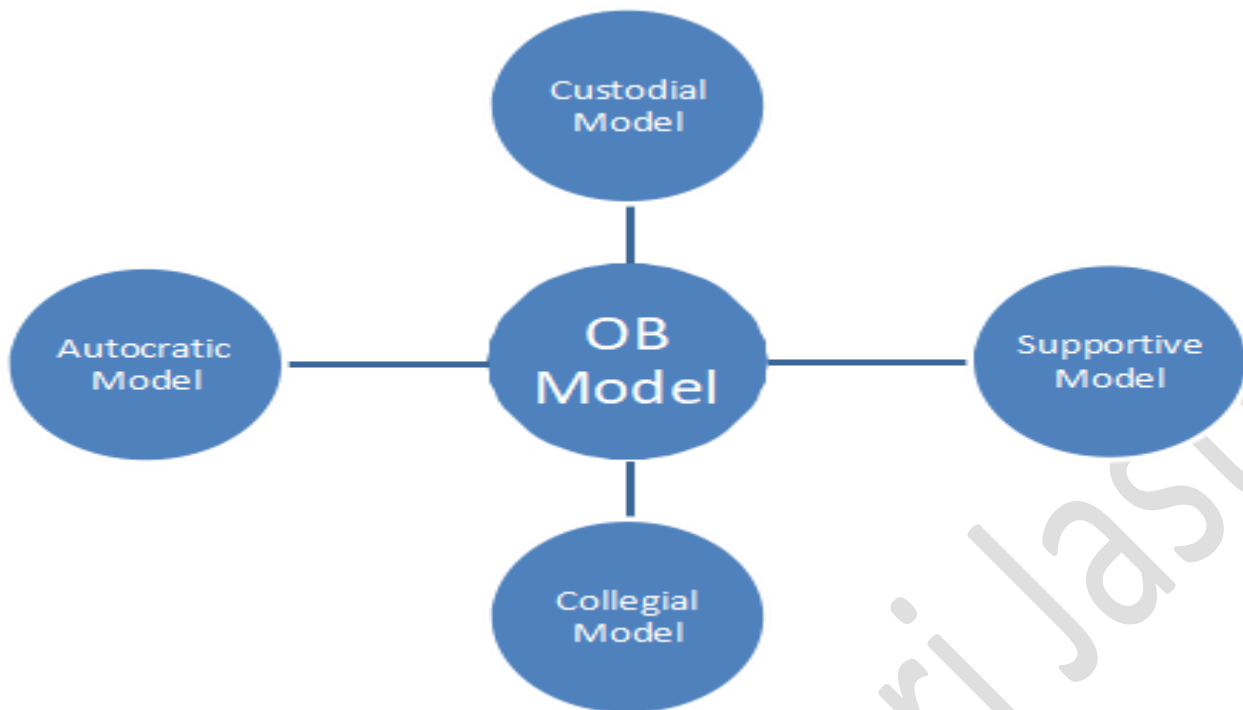 Custodial
Model
Autocratic
Model
OB
Model
Supportive
Model
Collegial
Model